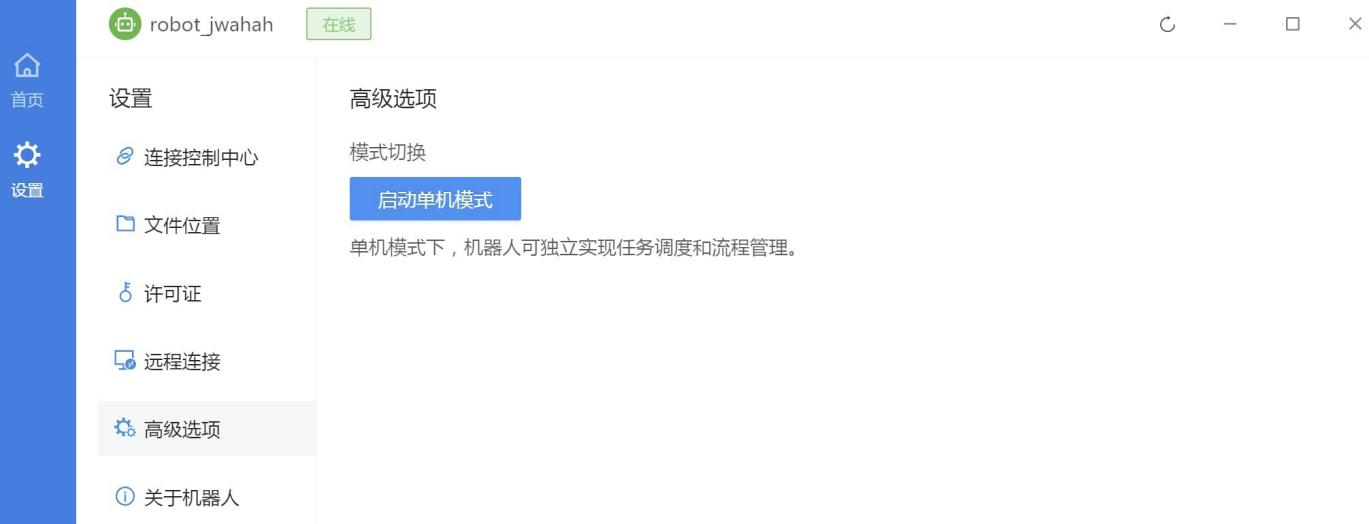 robot_jwahah
在线
首页
设置
设置
连接控制中心
文件位置
许可证
远程连接
高级选项
关于机器人
高级选项
模式切换
启动单机模式
单机模式下，机器人可独立实现任务调度和流程管理。